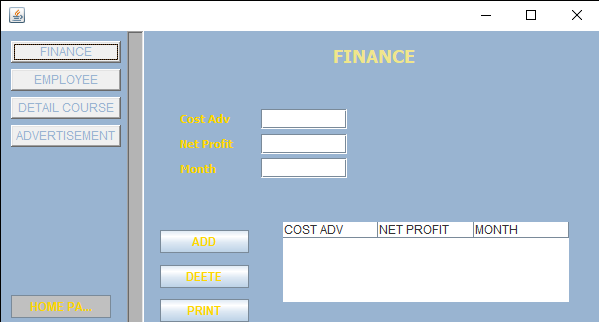 FINANCE
EMPLOYEE
DETAIL COURSE
ADVERTISEMENT
HOME PA...
FINANCE
Cost Adv
Net Profit
Month
ADD
DEETE
PRINT
COST ADV NET PROFIT MONTH